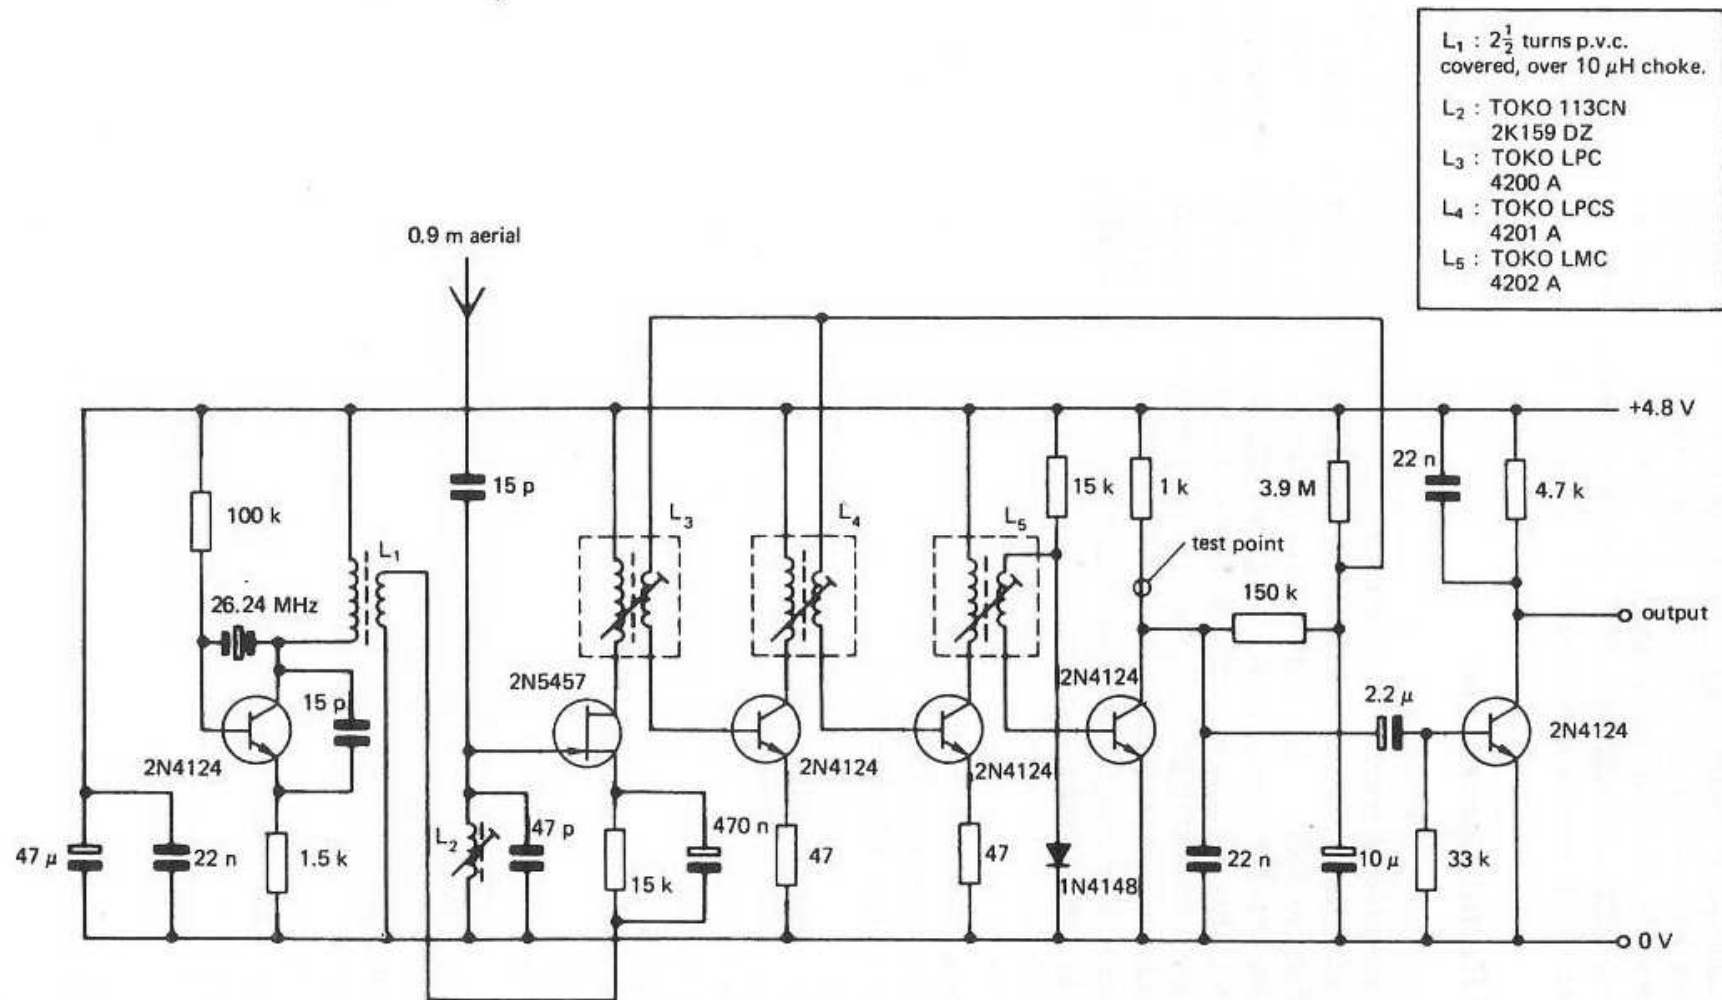 L₁ : 2½ turns p.v.c.
covered, over 10 μH choke.
L₂ : TOKO 113CN
2K159 DZ
L₃ : TOKO LPC
4200 A
L₄ : TOKO LPCS
4201 A
L₅ : TOKO LMC
4202 A
0.9 m aerial
+4.8 V
15 p
100 k
L₁
26.24 MHz
15 p
2N4124
47 μ
22 n
1.5 k
L₂
47 p
2N5457
15 k
470 n
L₃
2N4124
47
L₄
2N4124
47
L₅
15 k
1N4148
1 k
test point
2N4124
150 k
3.9 M
22 n
10 μ
2.2 μ
33 k
22 n
4.7 k
output
2N4124
0 V